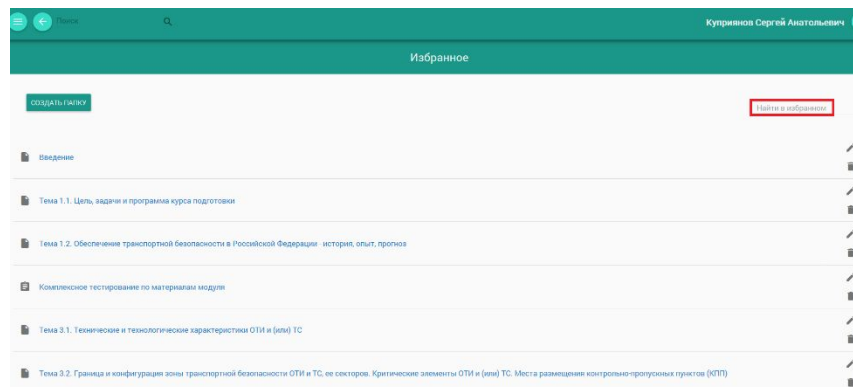 Поиск
Куприянов Сергей Анатольевич
Избранное
СОЗДАТЬ ПАПКУ
Найти в избранном
Введение
Тема 1.1. Цель, задачи и программа курса подготовки
Тема 1.2. Обеспечение транспортной безопасности в Российской Федерации - история, опыт, прогноз
Комплексное тестирование по материалам модуля
Тема 3.1. Технические и технологические характеристики ОТИ и (или) ТС
Тема 3.2. Граница и конфигурация зоны транспортной безопасности ОТИ и ТС, ее секторов. Критические элементы ОТИ и (или) ТС. Места размещения контрольно-пропускных пунктов (КПП)